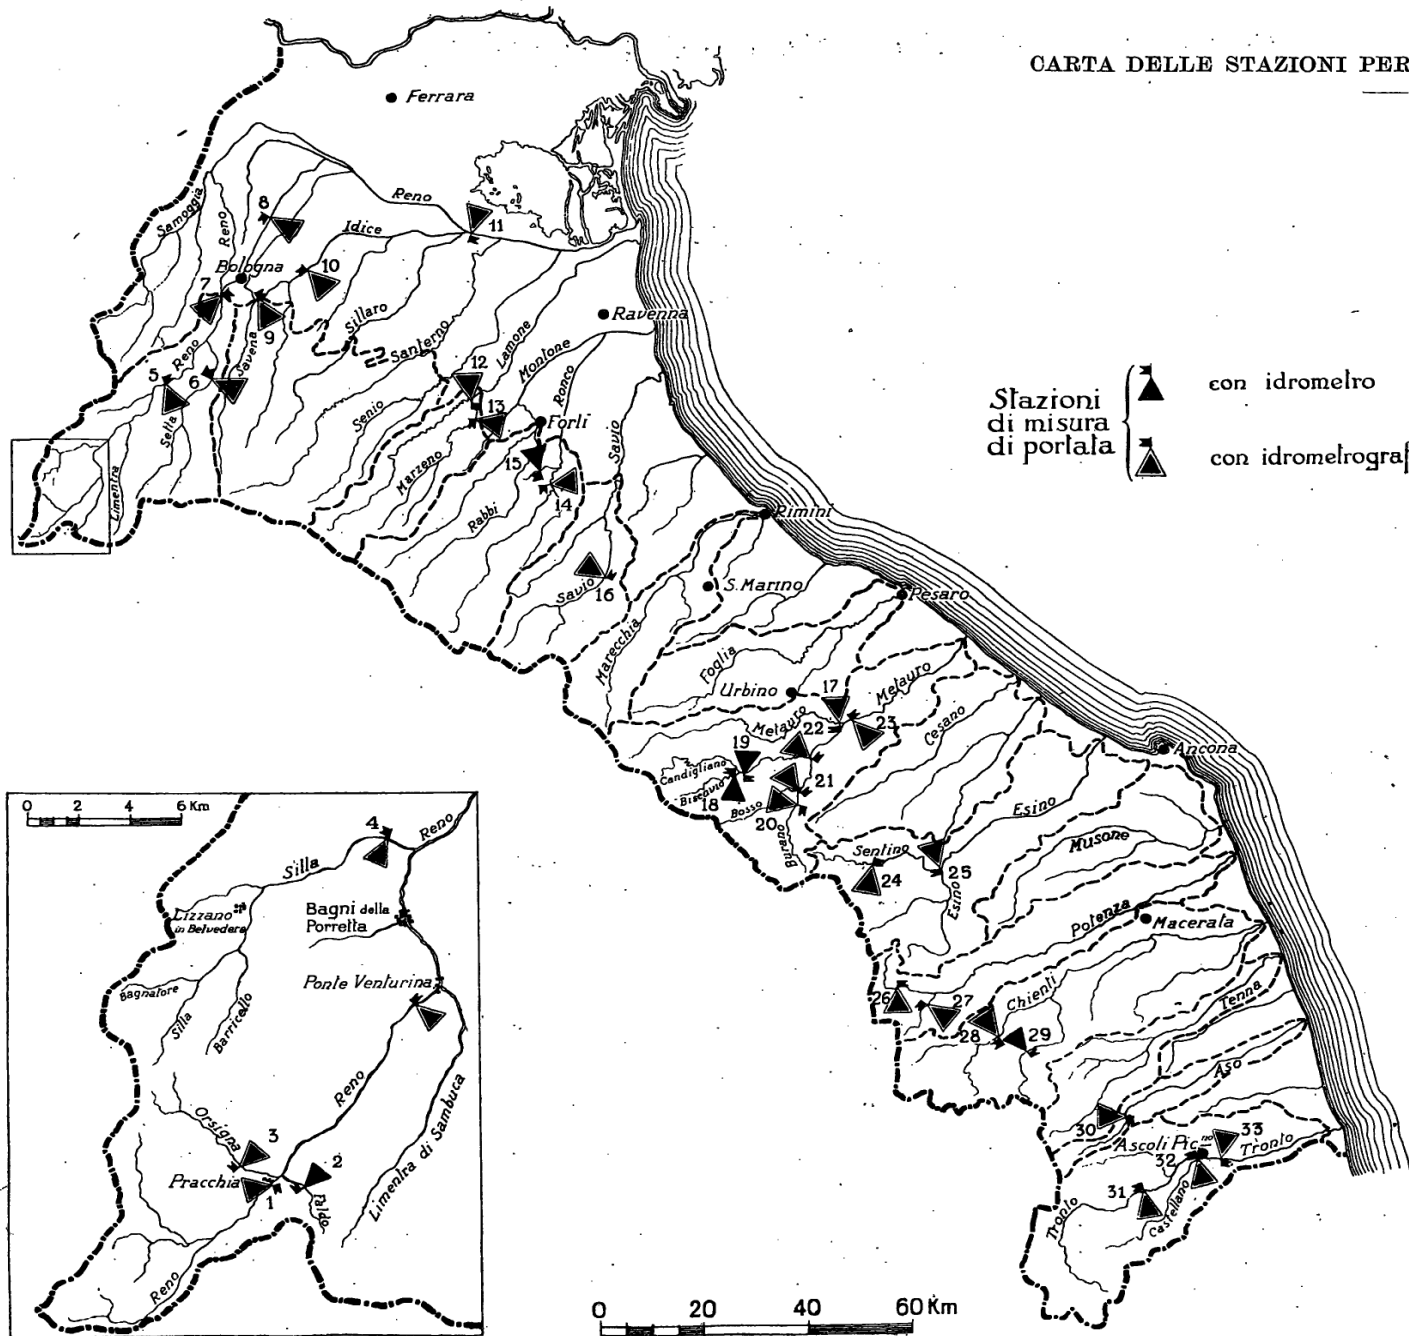 CARTA DELLE STAZIONI PER
Ferrara
Samoggia
Reno
8
Reno
Idice
11
Bologna
10
7
9
Savena
Sillaro
Santerno
Lamone
Ravenna
Montone
Ronco
5
Reno
6
Setta
Senio
12
13
Forlì
Savio
Limentra
Marzeno
15
14
Rabbi
Rimini
Savio
16
S. Marino
Pesaro
Marecchia
Foglia
Urbino
17
Metauro
Metauro
23
Cesano
22
19
Candigliano
Biscuvio
18
Bosso
21
20
Burano
Ancona
Esino
Musone
Sentino
24
25
Esino
Potenza
Macerata
26
27
28
Chienti
29
Tenna
Aso
30
Ascoli Pic.no
33
32
Tronto
31
Castellano
Tronto
Stazioni
di misura
di portata
con idrometro
con idrometrograf
0 2 4 6 Km
4
Reno
Silla
Lizzano
in Belvedere
Bagni della
Porretta
Ponte Venturina
Bagnatore
Silla
Barricello
Reno
Orsigna
3
2
Pracchia
1
Faldo
Limentra di Sambuca
Reno
0 20 40 60 Km